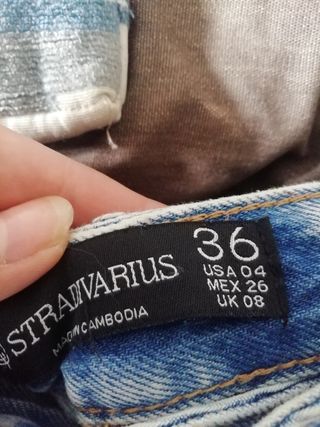 STRADIVARIUS
MADE IN CAMBODIA
36
USA 04
MEX 26
UK 08